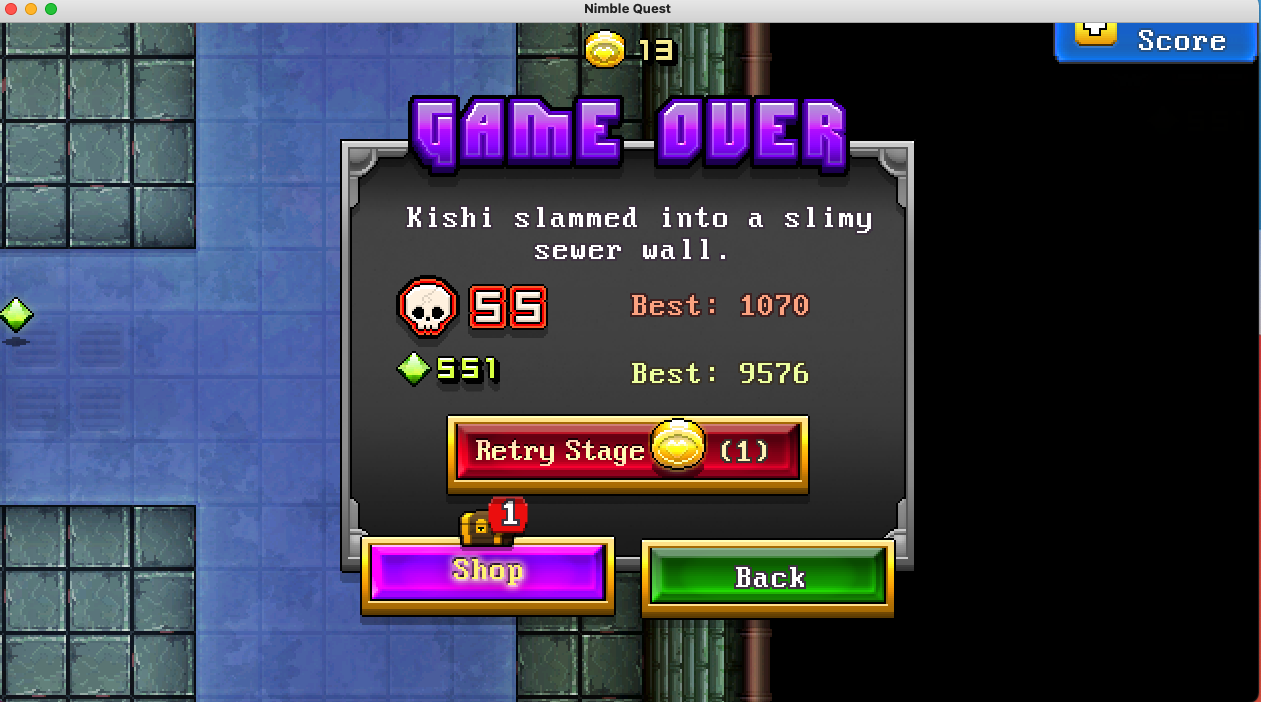 Nimble Quest
13
Score
GAME OVER
Kishi slammed into a slimy
sewer wall.
55 Best: 1070
551 Best: 9576
Retry Stage (1)
1
Shop Back